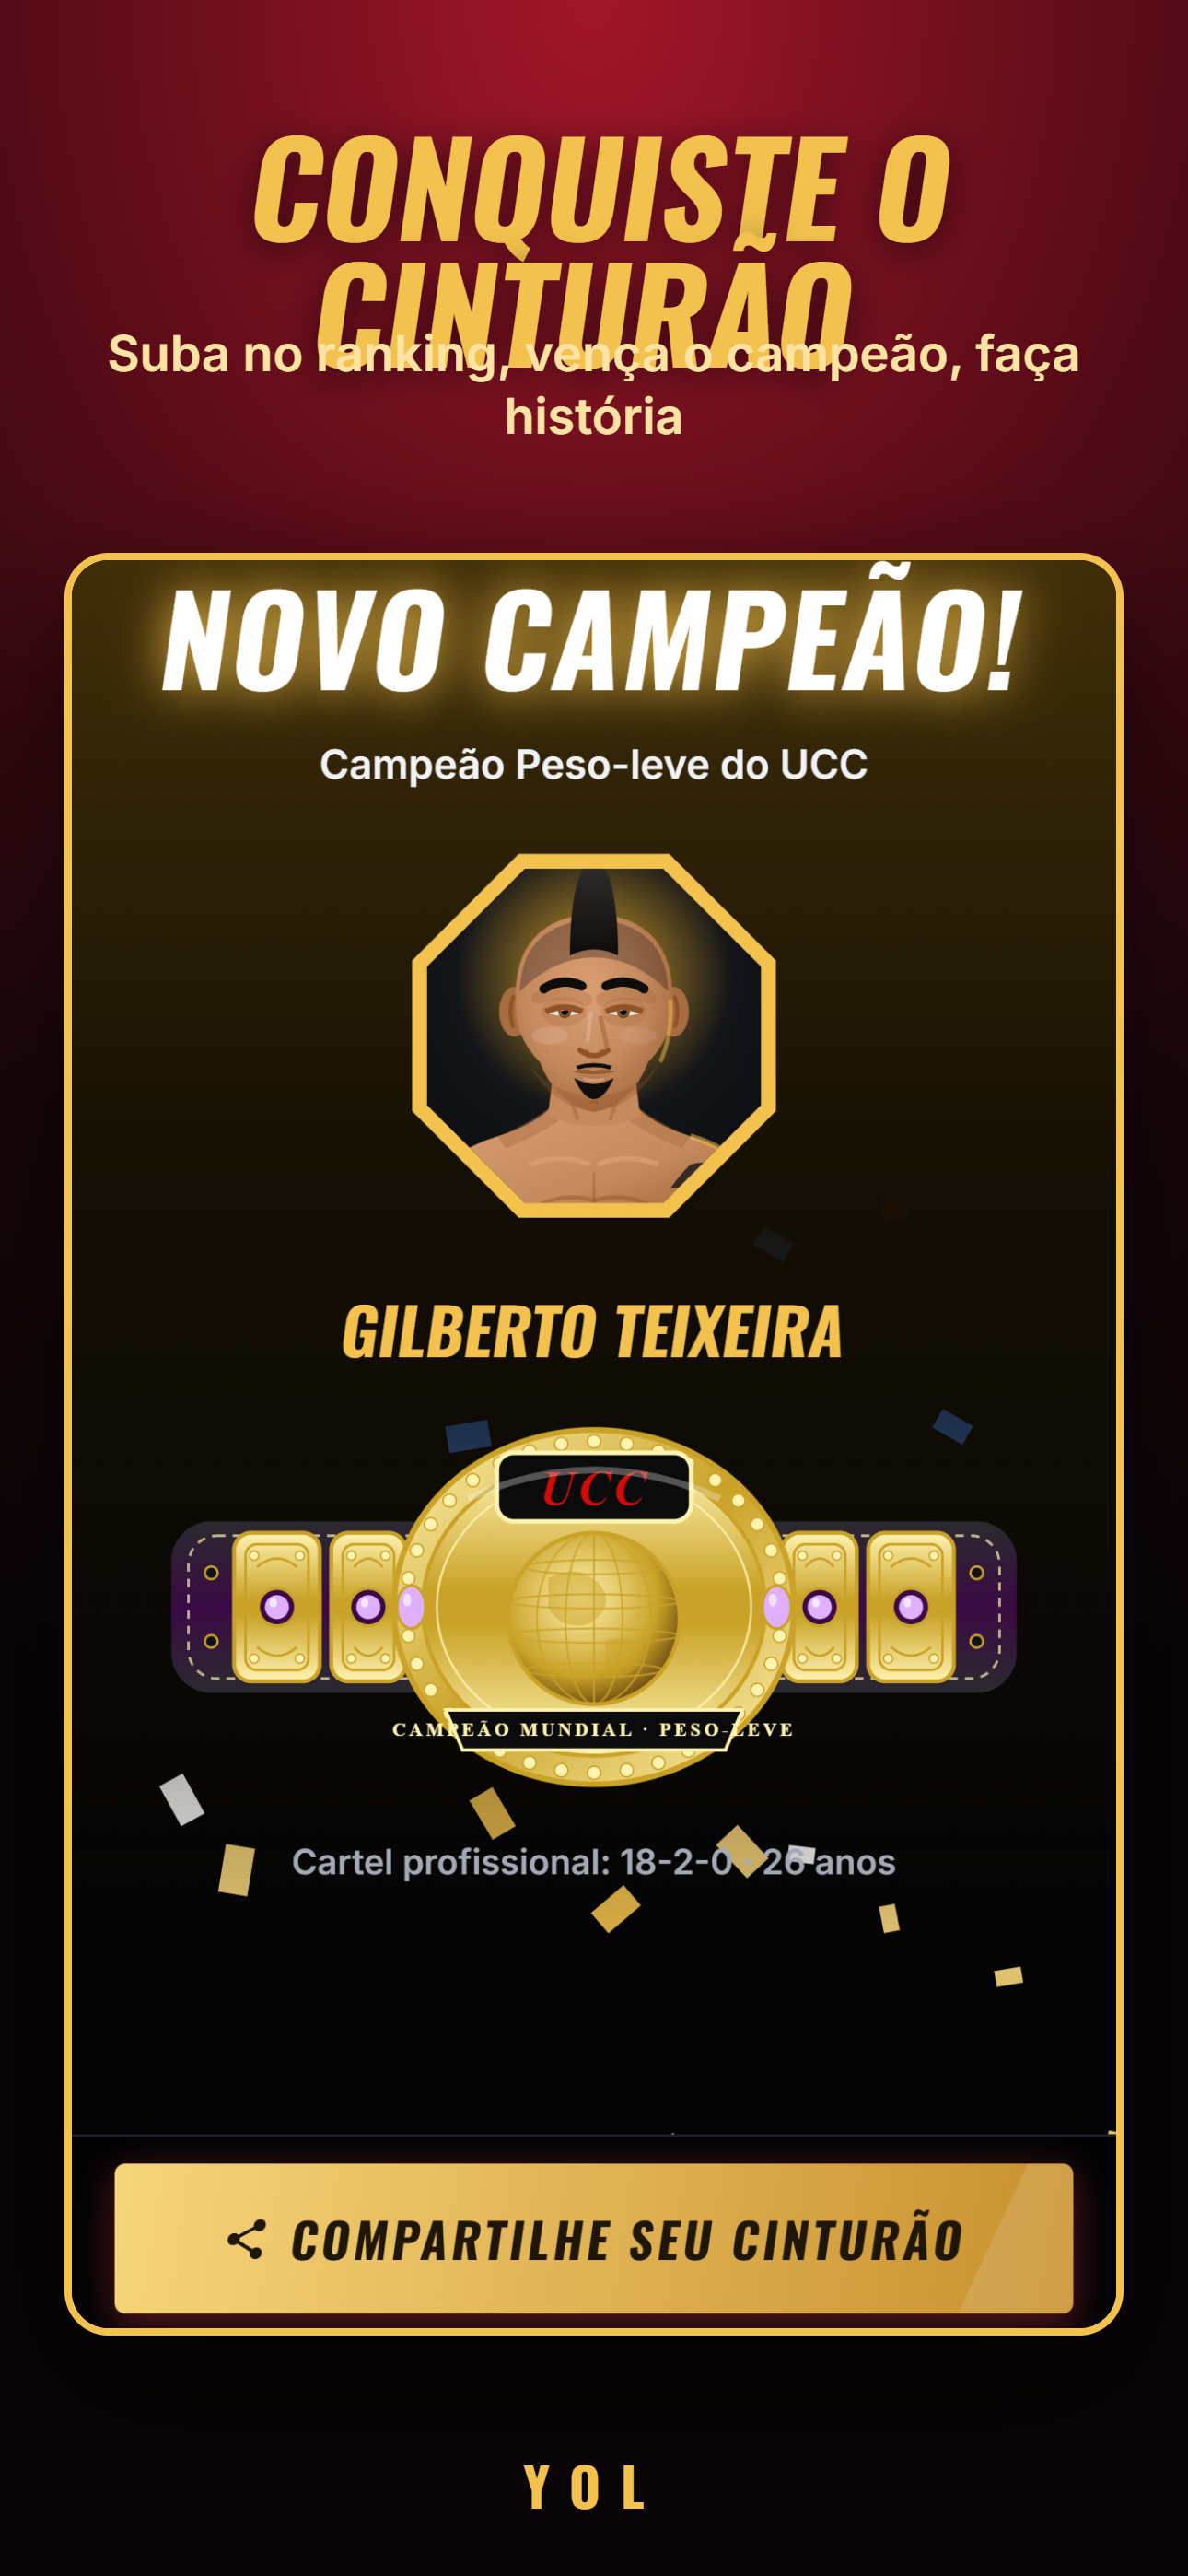 CONQUISTE O
CINTURÃO
Suba no ranking, vença o campeão, faça
história
NOVO CAMPEÃO!
Campeão Peso-leve do UCC
GILBERTO TEIXEIRA
UCC
CAMPEÃO MUNDIAL · PESO-LEVE
Cartel profissional: 18-2-0 · 26 anos
COMPARTILHE SEU CINTURÃO
YOL